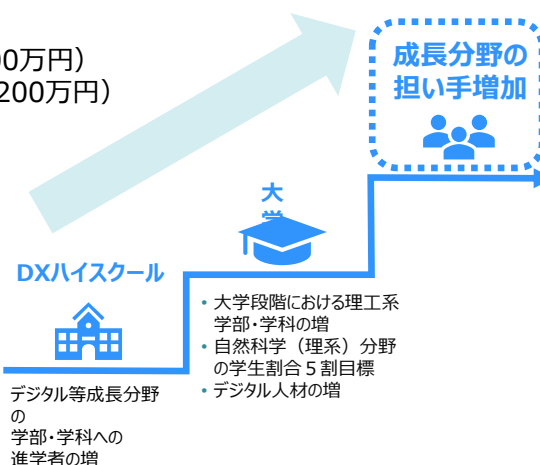 00万円）
200万円）
成長分野の
担い手増加
大
学
DXハイスクール
• 大学段階における理工系
学部・学科の増
• 自然科学（理系）分野
の学生割合５割目標
• デジタル人材の増
デジタル等成長分野
の
学部・学科への
進学者の増